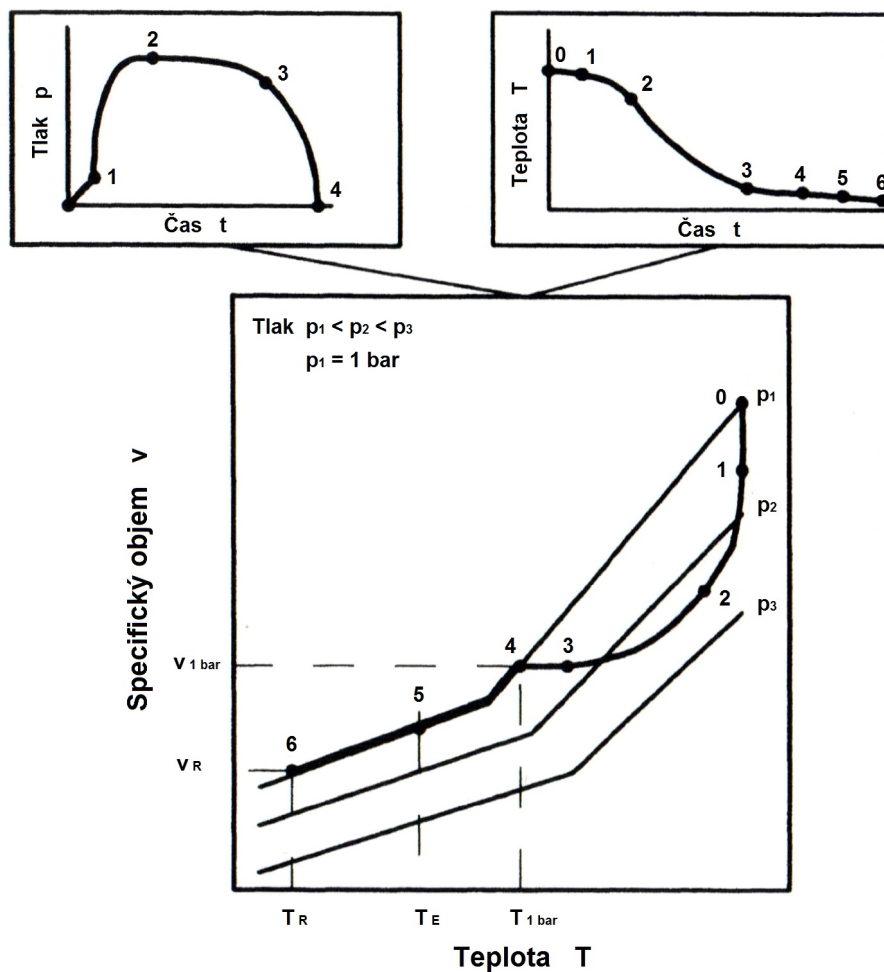 Tlak p
1
2
3
4
Čas t
Teplota T
0
1
2
3
4
5
6
Čas t
Tlak p₁ < p₂ < p₃
p₁ = 1 bar
Specifický objem v
0
p₁
1
p₂
2
p₃
4
3
v 1 bar
5
6
v R
T R
T E
T 1 bar
Teplota T